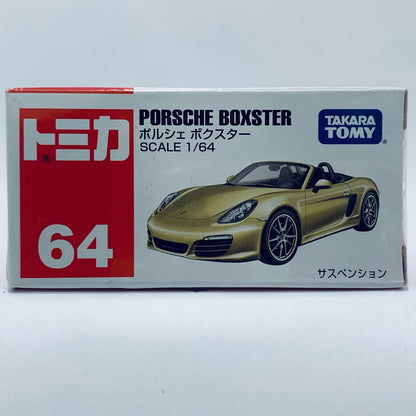 トミカ®
64
PORSCHE BOXSTER
ポルシェ ボクスター
SCALE 1/64
TAKARA
TOMY®
サスペンション